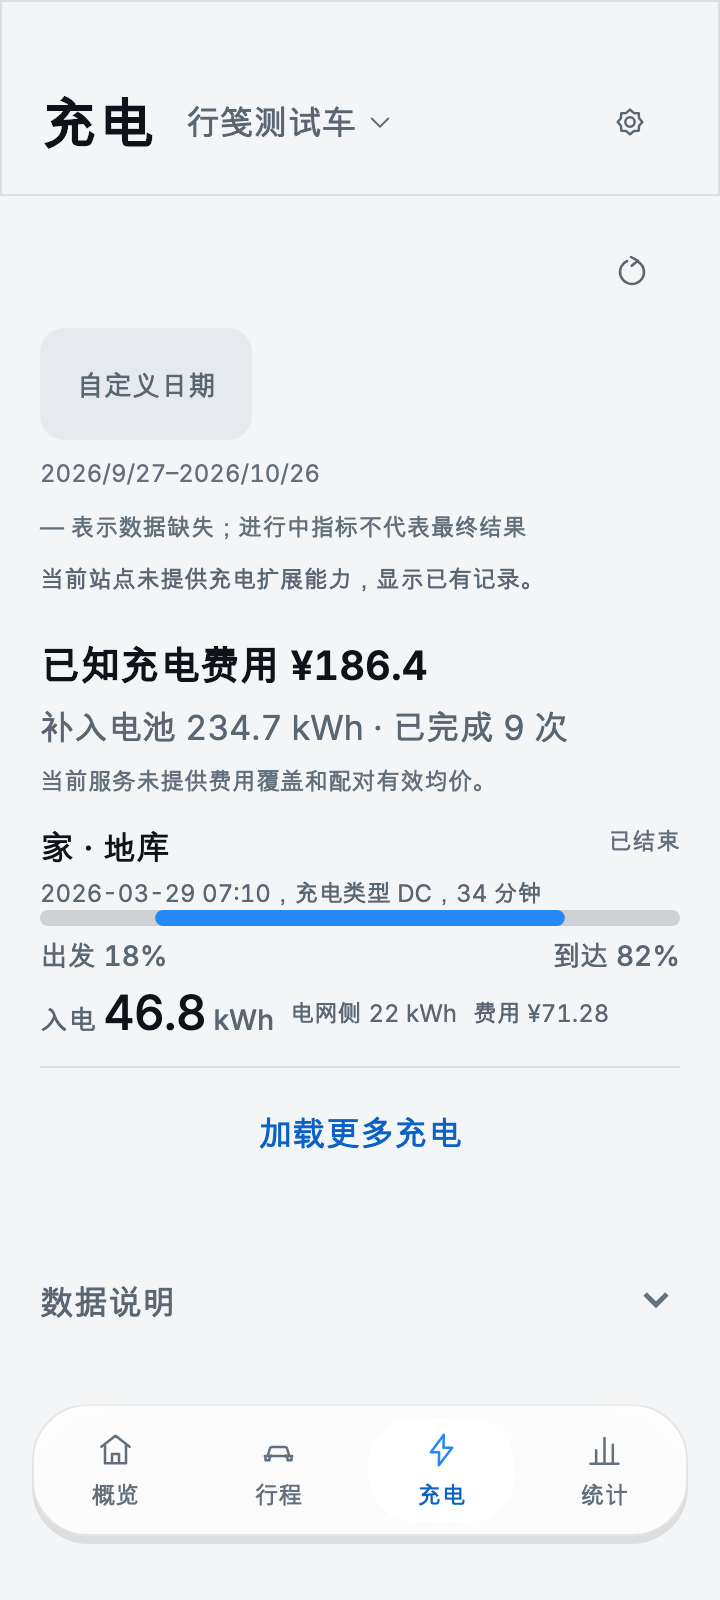 充电 行笺测试车
自定义日期
2026/9/27–2026/10/26
— 表示数据缺失；进行中指标不代表最终结果
当前站点未提供充电扩展能力，显示已有记录。
已知充电费用 ¥186.4
补入电池 234.7 kWh · 已完成 9 次
当前服务未提供费用覆盖和配对有效均价。
家 · 地库 已结束
2026-03-29 07:10，充电类型 DC，34 分钟
出发 18% 到达 82%
入电 46.8 kWh 电网侧 22 kWh 费用 ¥71.28
加载更多充电
数据说明
概览 行程 充电 统计